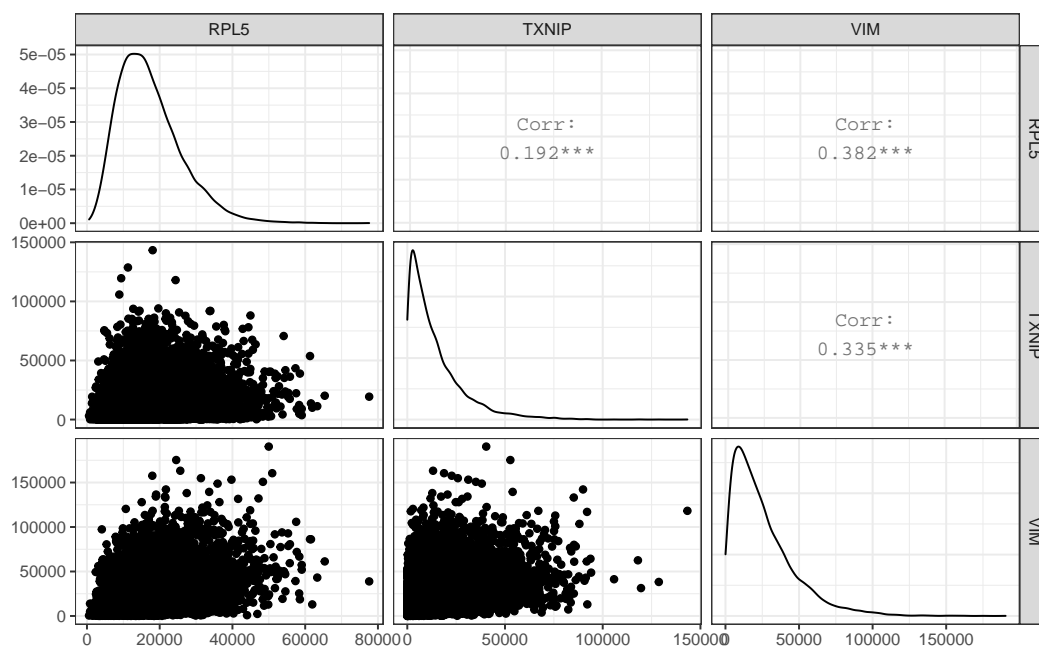 RPL5 TXNIP VIM
5e−05
4e−05
3e−05
2e−05
1e−05
0e+00
Corr:
0.192***
Corr:
0.382***
RPL5
150000
100000
50000
0
Corr:
0.335***
TXNIP
150000
100000
50000
0
VIM
0 20000 40000 60000 80000 0 50000 100000 150000 0 50000 100000 150000